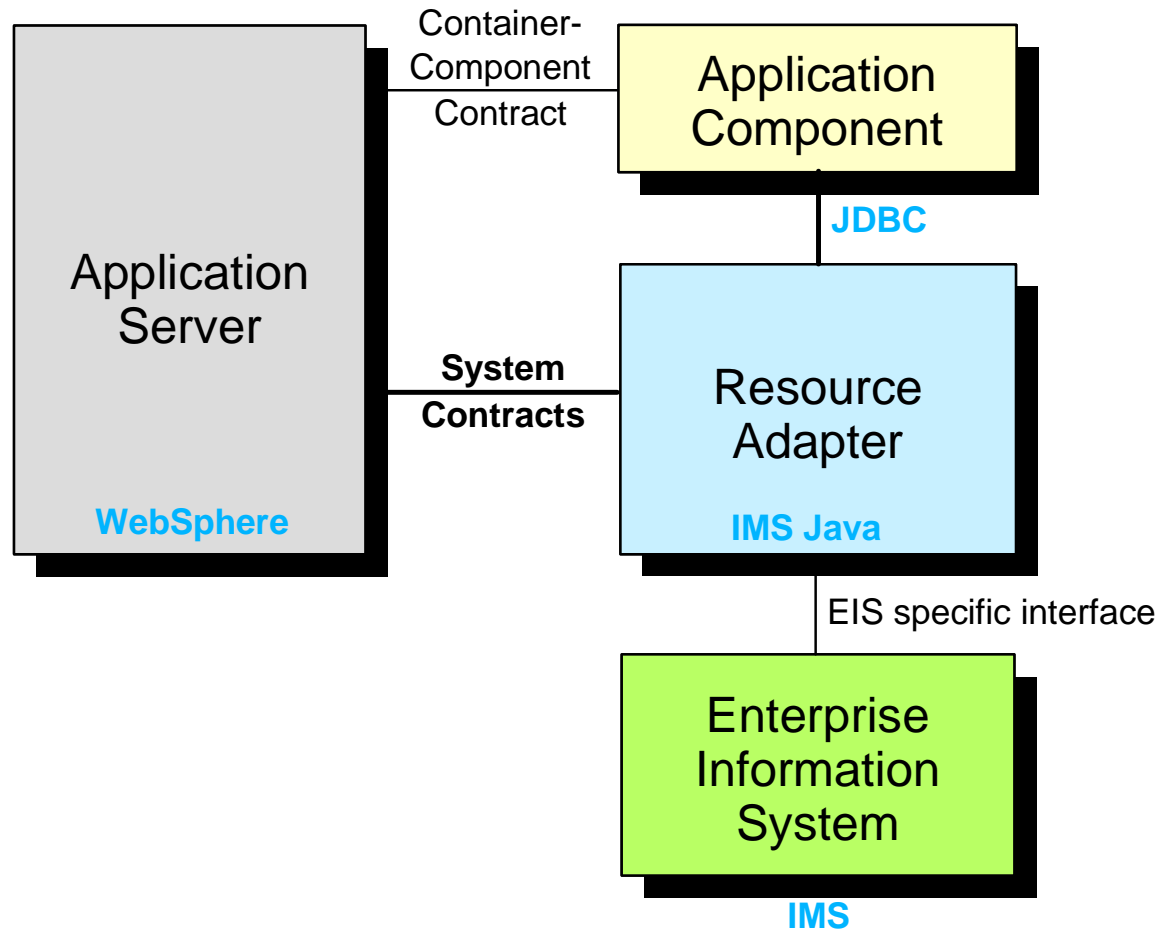 Container-
Component
Contract
Application
Component
JDBC
Application
Server
System
Contracts
Resource
Adapter
WebSphere
IMS Java
EIS specific interface
Enterprise
Information
System
IMS